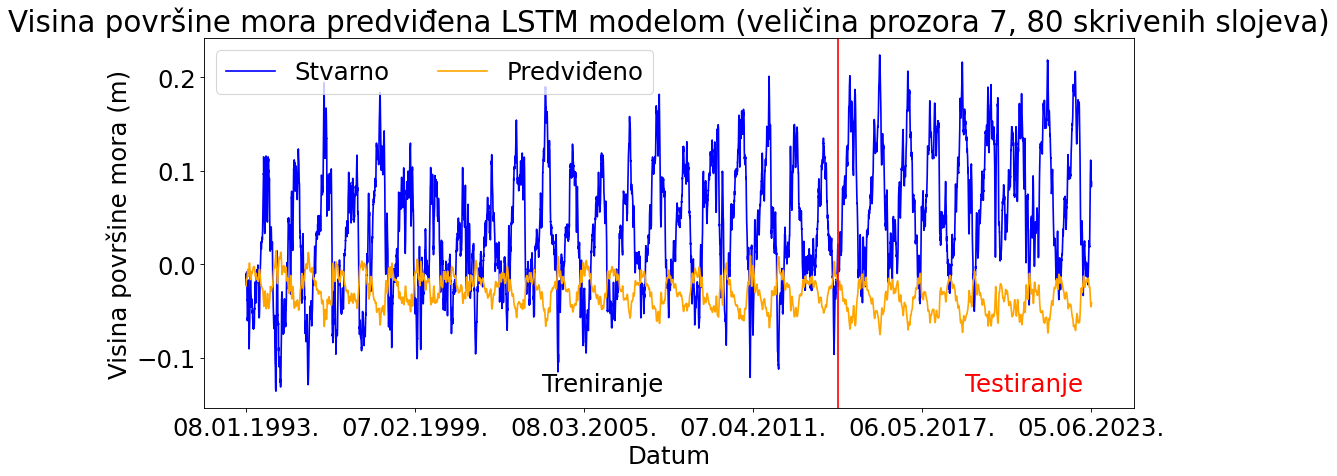 Visina površine mora predviđena LSTM modelom (veličina prozora 7, 80 skrivenih slojeva)
Stvarno Predviđeno
Visina površine mora (m)
0.2
0.1
0.0
−0.1
Treniranje Testiranje
08.01.1993. 07.02.1999. 08.03.2005. 07.04.2011. 06.05.2017. 05.06.2023.
Datum